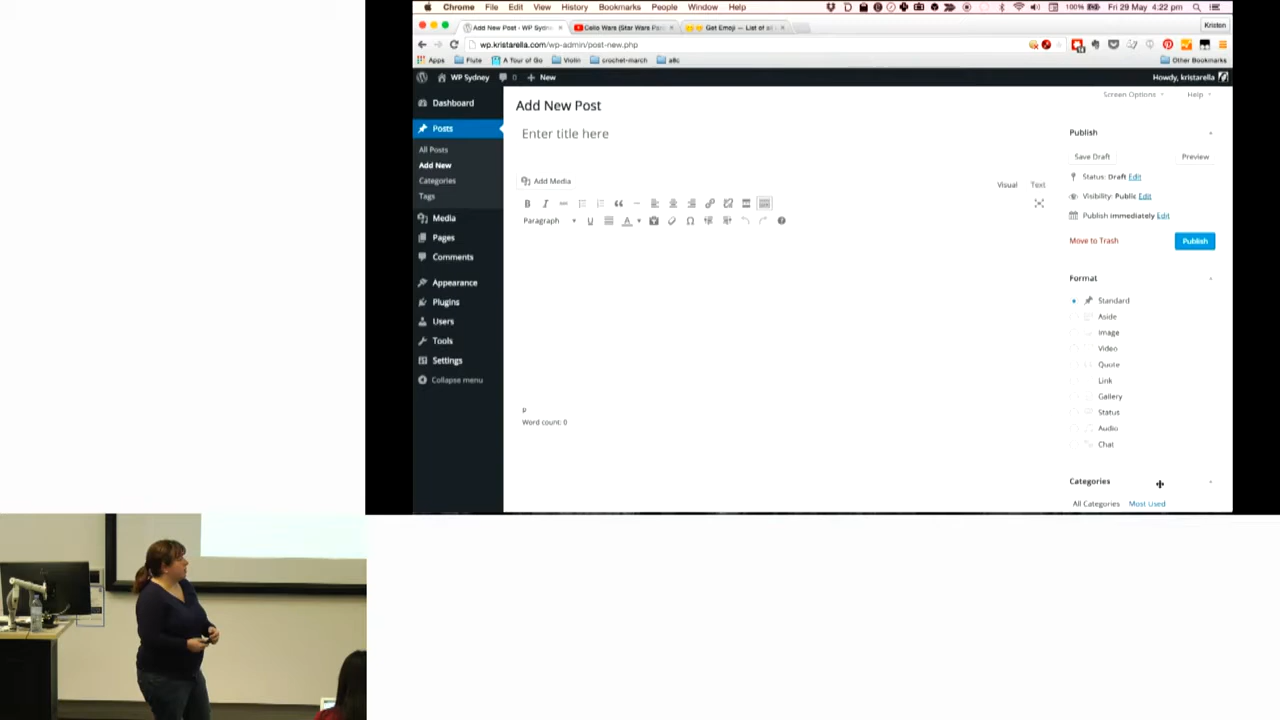 Chrome File Edit View History Bookmarks People Window Help 100% Fri 29 May 4:22 pm
Add New Post · WP Sydne Cello Wars (Star Wars Par Get Emoji — List of all Kristen
wp.kristarella.com/wp-admin/post-new.php
Apps Flute A Tour of Go Violin crochet-march a8c Other Bookmarks
WP Sydney 0 + New Howdy, kristarella
Screen Options Help
Dashboard
Posts
All Posts
Add New
Categories
Tags
Media
Pages
Comments
Appearance
Plugins
Users
Tools
Settings
Collapse menu
Add New Post
Enter title here
Add Media
Visual Text
B I
Paragraph U A Ω
p
Word count: 0
Publish
Save Draft Preview
Status: Draft Edit
Visibility: Public Edit
Publish immediately Edit
Move to Trash Publish
Format
Standard
Aside
Image
Video
Quote
Link
Gallery
Status
Audio
Chat
Categories
All Categories Most Used